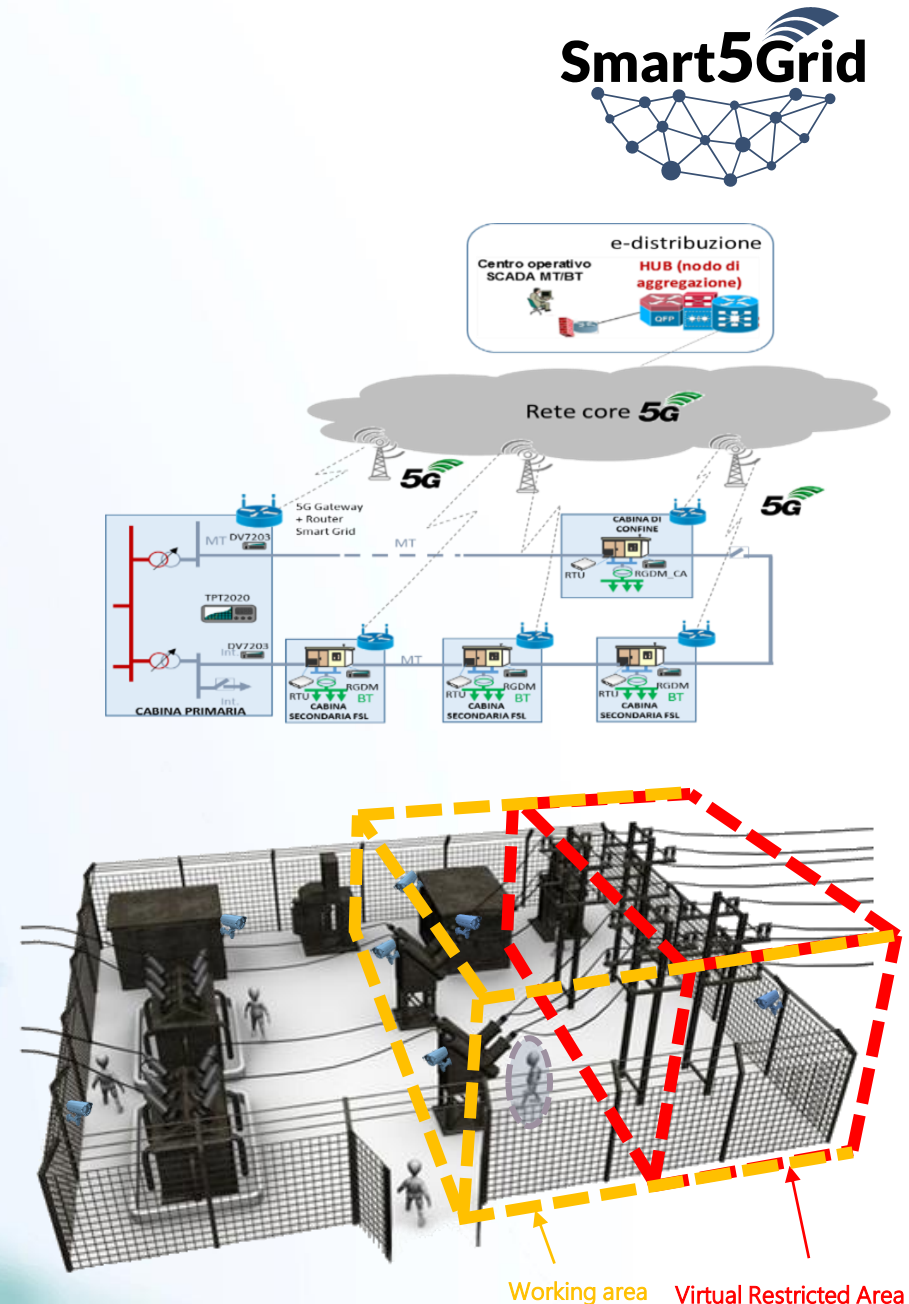 Smart5Grid
e-distribuzione
Centro operativo
SCADA MT/BT
HUB (nodo di
aggregazione)
QFP
Rete core 5G
5G
5G
5G Gateway
+ Router
Smart Grid
MT
DV7203
MT
CABINA DI
CONFINE
RTU
RGDM_CA
TPT2020
DV7203
Int.
MT
Int.
CABINA PRIMARIA
RTU
RGDM
BT
CABINA
SECONDARIA FSL
RTU
RGDM
BT
CABINA
SECONDARIA FSL
RTU
RGDM
BT
CABINA
SECONDARIA FSL
Working area
Virtual Restricted Area